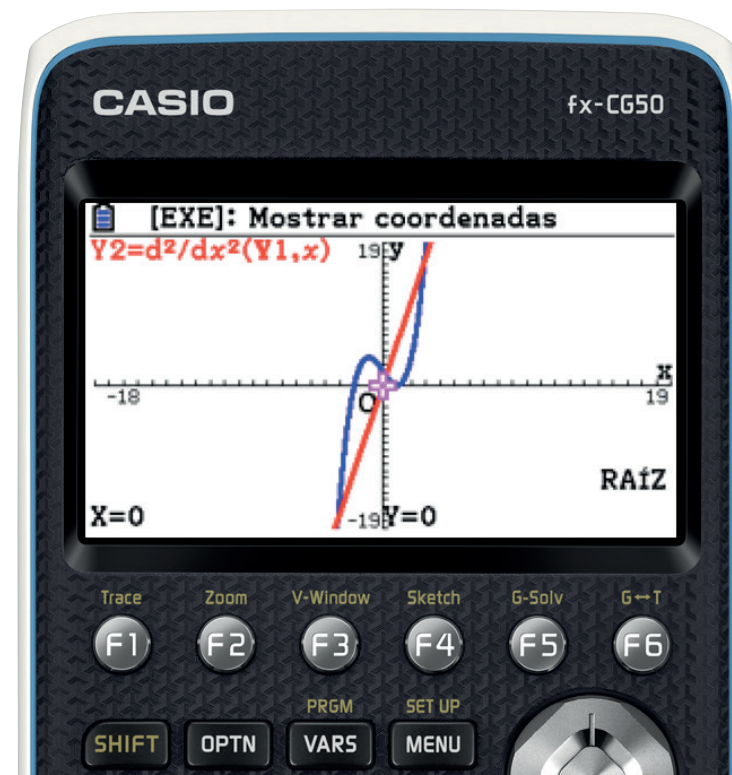 CASIO fx-CG50
[EXE]: Mostrar coordenadas
Y2=d²/dx²(Y1,x) 19 y
x
-18 O 19
RAÍZ
X=0 -19 Y=0
Trace Zoom V-Window Sketch G-Solv G↔T
F1 F2 F3 F4 F5 F6
PRGM SET UP
SHIFT OPTN VARS MENU